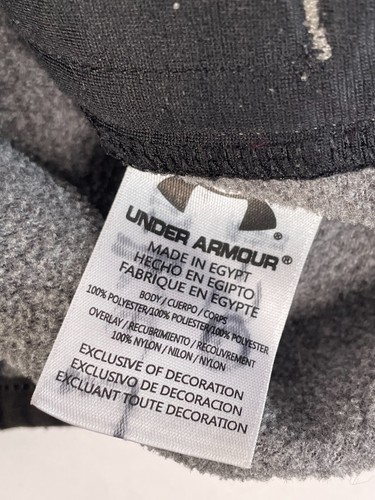 UNDER ARMOUR®
MADE IN EGYPT
HECHO EN EGIPTO
FABRIQUE EN EGYPTE
BODY / CUERPO / CORPS
100% POLYESTER/100% POLIESTER/100% POLYESTER
OVERLAY / RECUBRIMIENTO / RECOUVREMENT
100% NYLON / NILON / NYLON
EXCLUSIVE OF DECORATION
EXCLUSIVO DE DECORACION
EXCLUANT TOUTE DECORATION